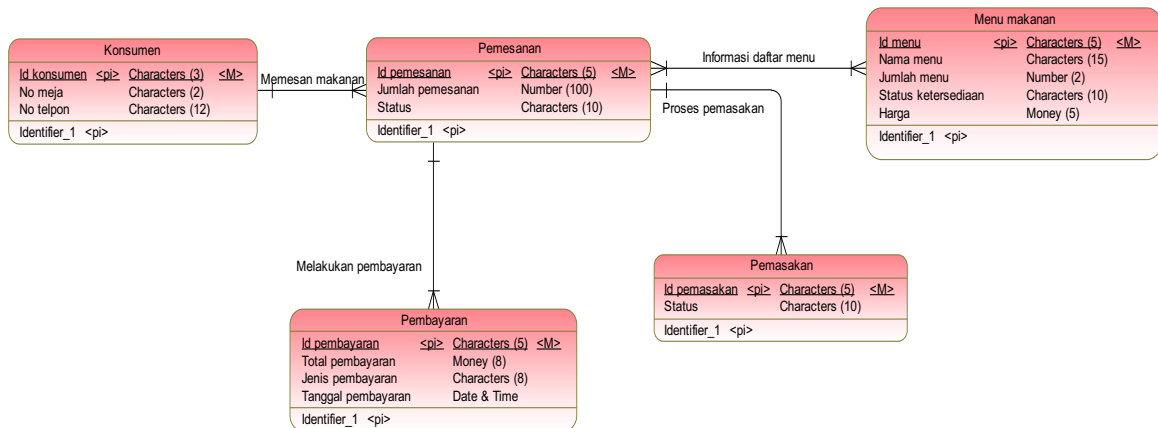 Konsumen
Id konsumen <pi> Characters (3) <M>
No meja Characters (2)
No telpon Characters (12)
Identifier_1 <pi>
Memesan makanan
Pemesanan
Id pemesanan <pi> Characters (5) <M>
Jumlah pemesanan Number (100)
Status Characters (10)
Identifier_1 <pi>
Informasi daftar menu
Proses pemasakan
Menu makanan
Id menu <pi> Characters (5) <M>
Nama menu Characters (15)
Jumlah menu Number (2)
Status ketersediaan Characters (10)
Harga Money (5)
Identifier_1 <pi>
Melakukan pembayaran
Pemasakan
Id pemasakan <pi> Characters (5) <M>
Status Characters (10)
Identifier_1 <pi>
Pembayaran
Id pembayaran <pi> Characters (5) <M>
Total pembayaran Money (8)
Jenis pembayaran Characters (8)
Tanggal pembayaran Date & Time
Identifier_1 <pi>